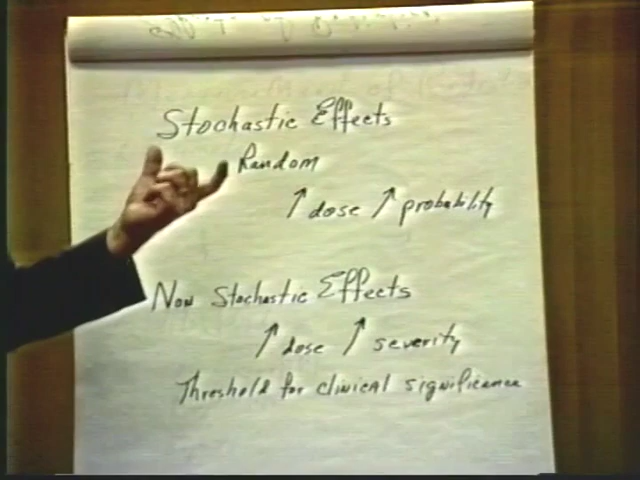 Stochastic Effects
Random
↑ dose ↑ probability
Non Stochastic Effects
↑ dose ↑ severity
Threshold for clinical significance